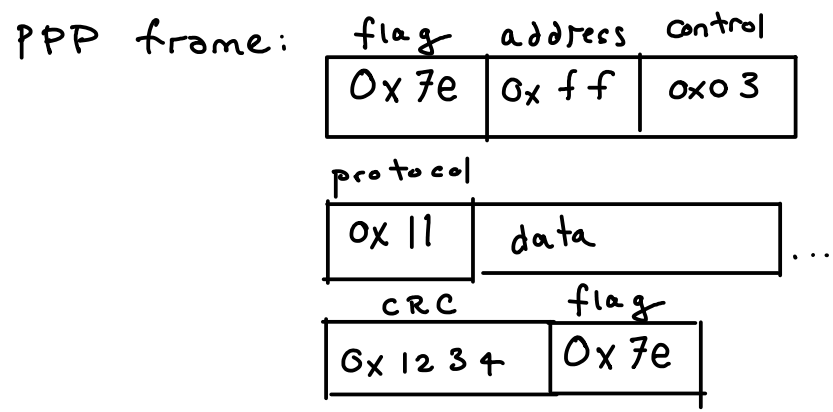 PPP frame: flag address control
0x7e 0xff 0x03
protocol
0x11 data ...
CRC flag
0x1234 0x7e